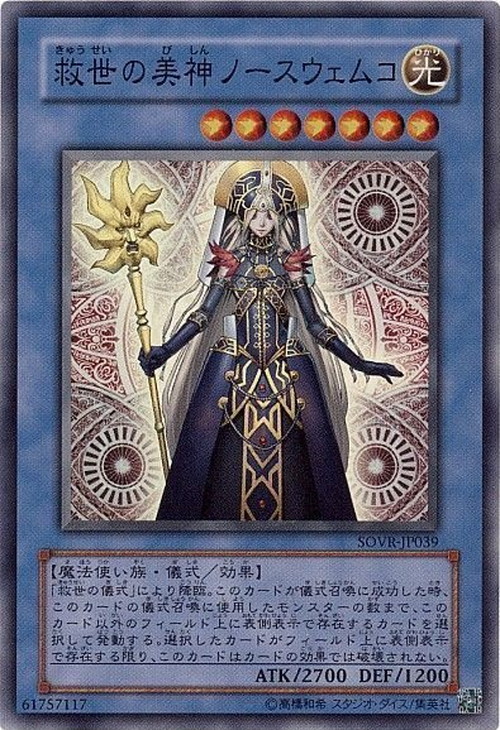 救世の美神ノースウェムコ
光
SOVR-JP039
【魔法使い族・儀式/効果】
「救世の儀式」により降臨。このカードが儀式召喚に成功した時、
このカードの儀式召喚に使用したモンスターの数まで、この
カード以外のフィールド上に表側表示で存在するカードを選
択して発動する。選択したカードがフィールド上に表側表示
で存在する限り、このカードはカードの効果では破壊されない。
ATK/2700 DEF/1200
61757117
©高橋和希 スタジオ・ダイス/集英社